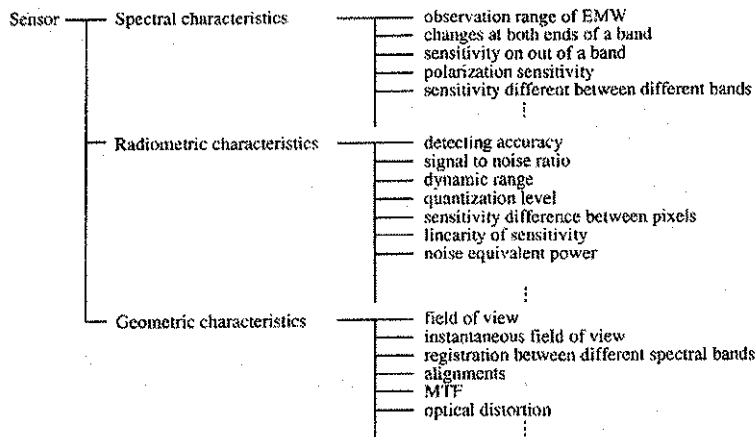 Sensor Spectral characteristics observation range of EMW
changes at both ends of a band
sensitivity on out of a band
polarization sensitivity
sensitivity different between different bands
Radiometric characteristics detecting accuracy
signal to noise ratio
dynamic range
quantization level
sensitivity difference between pixels
linearity of sensitivity
noise equivalent power
Geometric characteristics field of view
instantaneous field of view
registration between different spectral bands
alignments
MTF
optical distortion